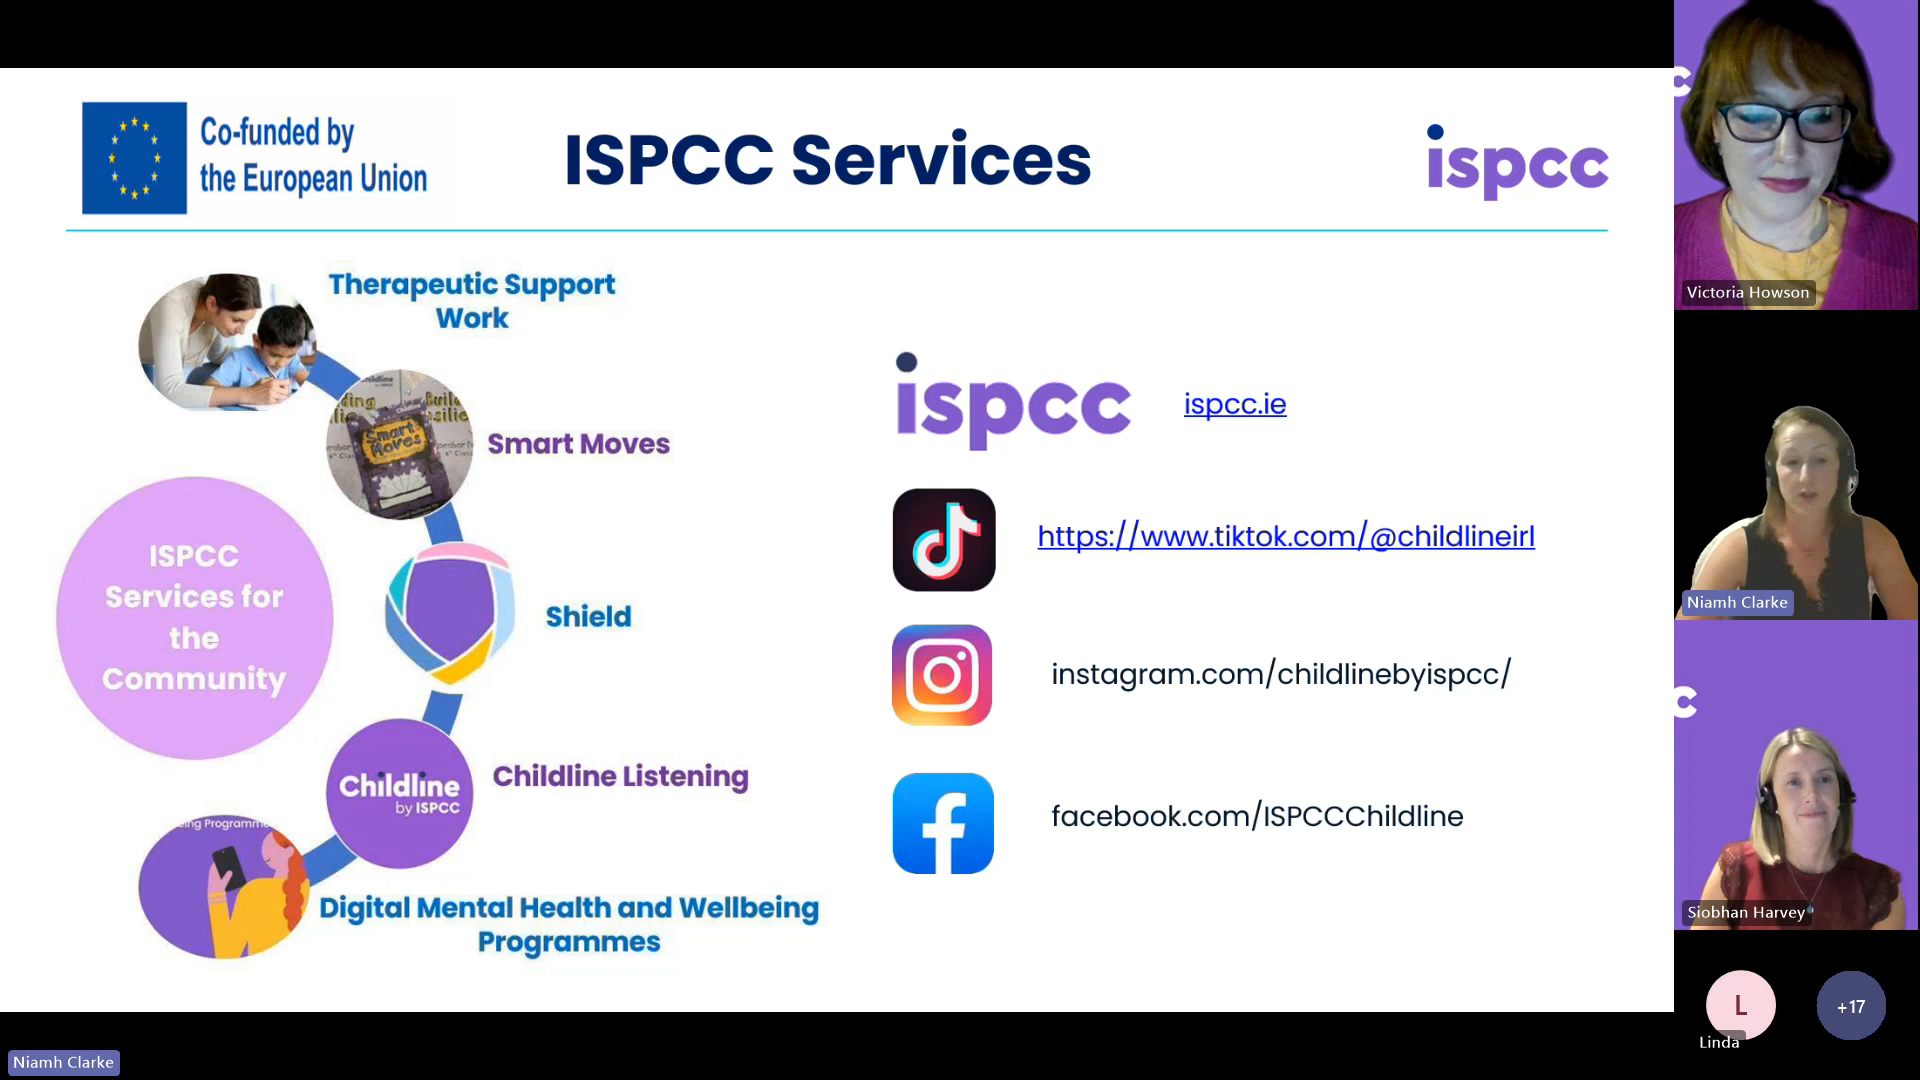 Co-funded by
the European Union
ISPCC Services
ispcc
Therapeutic Support
Work
Smart Moves
Smart
Moves
Shield
ISPCC
Services for
the
Community
Childline
by ISPCC
Childline Listening
Digital Mental Health and Wellbeing
Programmes
ispcc
ispcc.ie
https://www.tiktok.com/@childlineirl
instagram.com/childlinebyispcc/
facebook.com/ISPCCChildline
Victoria Howson
Niamh Clarke
Siobhan Harvey
L
Linda
+17
Niamh Clarke